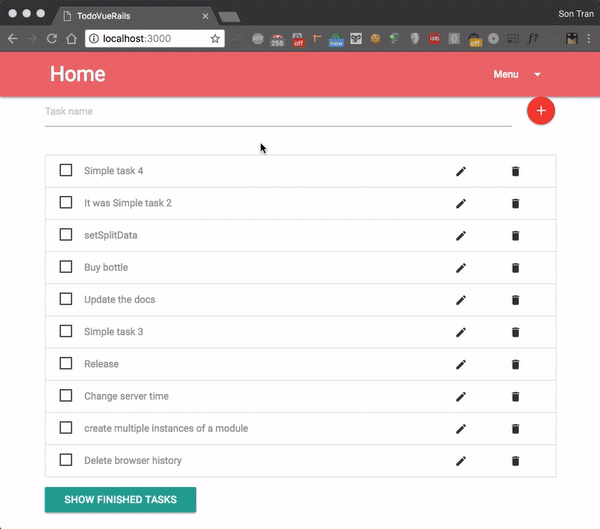 TodoVueRails
Son Tran
localhost:3000
268
off
new
off
f?
Home
Menu
Task name
Simple task 4
It was Simple task 2
setSplitData
Buy bottle
Update the docs
Simple task 3
Release
Change server time
create multiple instances of a module
Delete browser history
SHOW FINISHED TASKS